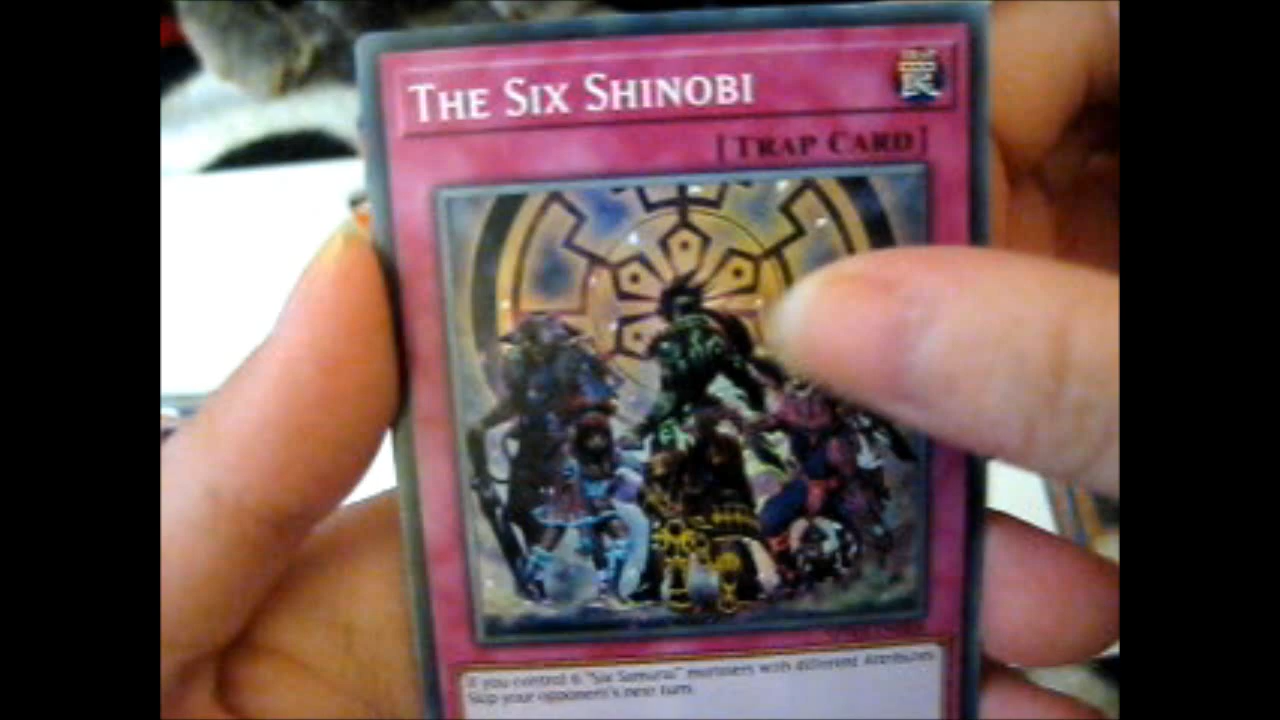 THE SIX SHINOBI
[TRAP CARD]
If you control 6 "Six Samurai" monsters with different Attributes:
Skip your opponent's next turn.